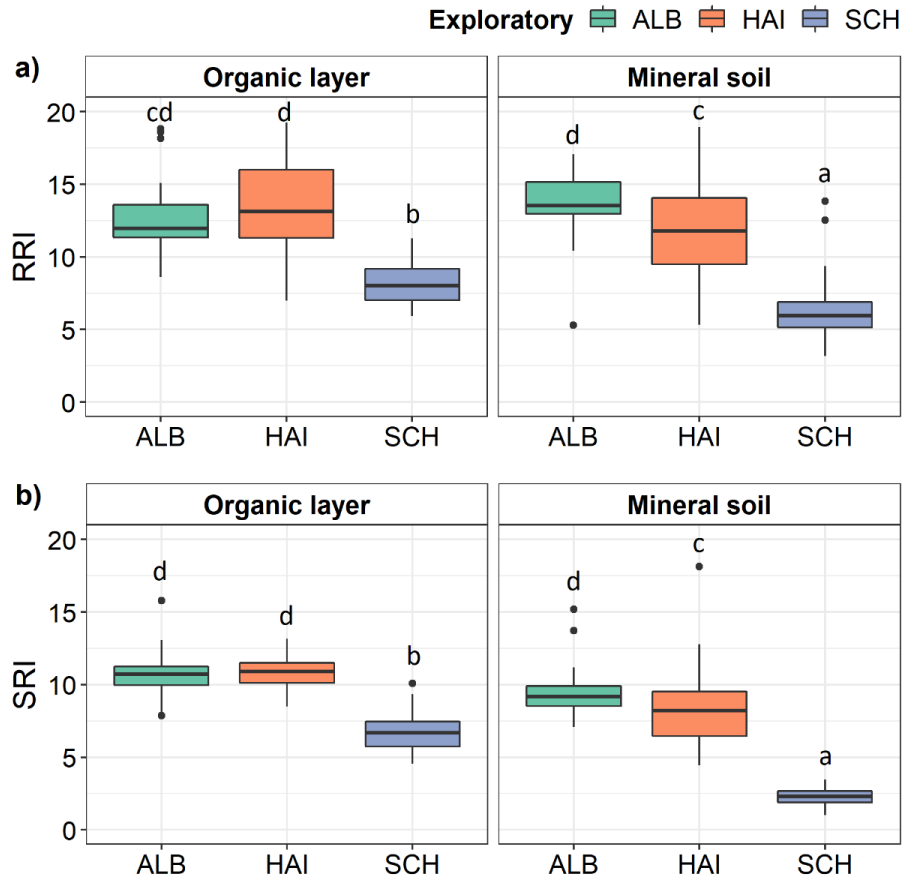 Exploratory ALB HAI SCH
a)
Organic layer Mineral soil
20 cd d d c
15 b a
10
5
0
RRI
ALB HAI SCH ALB HAI SCH
b)
Organic layer Mineral soil
20 d d b d c a
15
10
5
0
SRI
ALB HAI SCH ALB HAI SCH